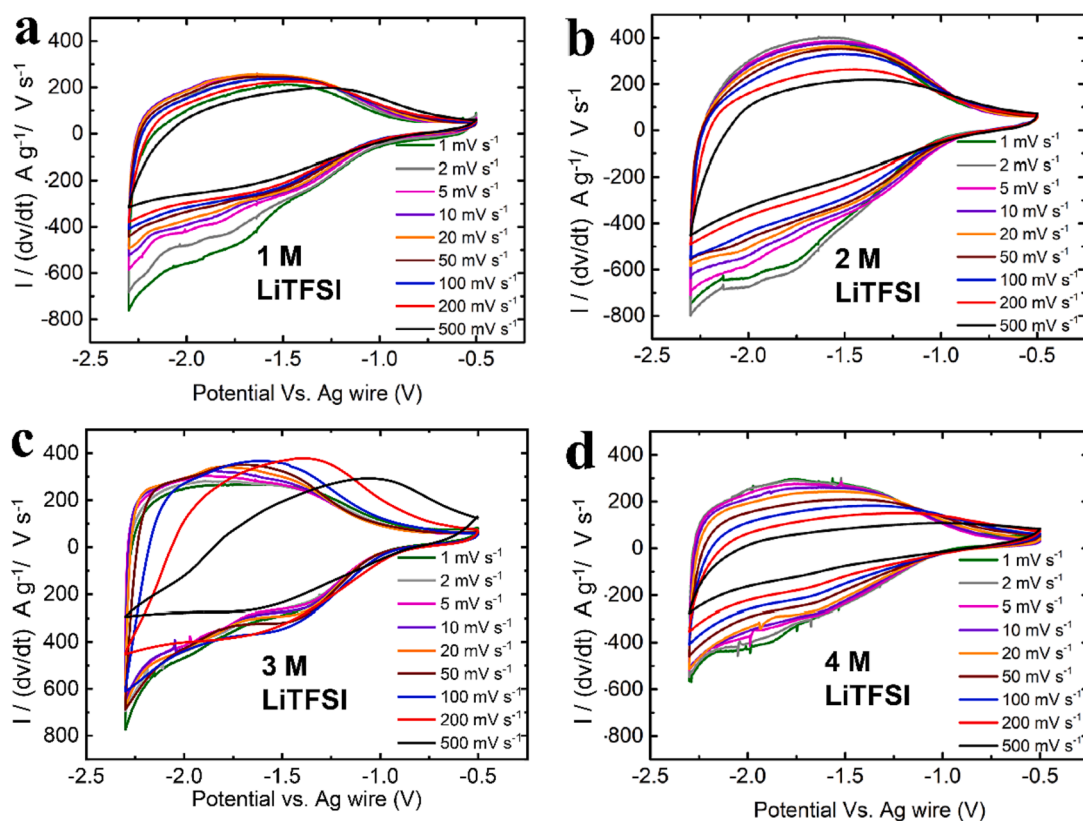 a
I / (dv/dt) A g-1/ V s-1
400
200
0
-200
-400
-600
-800
-2.5
-2.0
-1.5
-1.0
-0.5
Potential Vs. Ag wire (V)
1 M
LiTFSI
1 mV s-1
2 mV s-1
5 mV s-1
10 mV s-1
20 mV s-1
50 mV s-1
100 mV s-1
200 mV s-1
500 mV s-1
b
I / (dv/dt) A g-1/ V s-1
400
200
0
-200
-400
-600
-800
-2.5
-2.0
-1.5
-1.0
-0.5
2 M
LiTFSI
1 mV s-1
2 mV s-1
5 mV s-1
10 mV s-1
20 mV s-1
50 mV s-1
100 mV s-1
200 mV s-1
500 mV s-1
c
I / (dv/dt) A g-1/ V s-1
400
200
0
200
400
600
800
-2.5
-2.0
-1.5
-1.0
-0.5
Potential vs. Ag wire (V)
3 M
LiTFSI
1 mV s-1
2 mV s-1
5 mV s-1
10 mV s-1
20 mV s-1
50 mV s-1
100 mV s-1
200 mV s-1
500 mV s-1
d
I / (dv/dt) A g-1/ V s-1
400
200
0
200
400
600
800
-2.5
-2.0
-1.5
-1.0
-0.5
Potential Vs. Ag wire (V)
4 M
LiTFSI
1 mV s-1
2 mV s-1
5 mV s-1
10 mV s-1
20 mV s-1
50 mV s-1
100 mV s-1
200 mV s-1
500 mV s-1